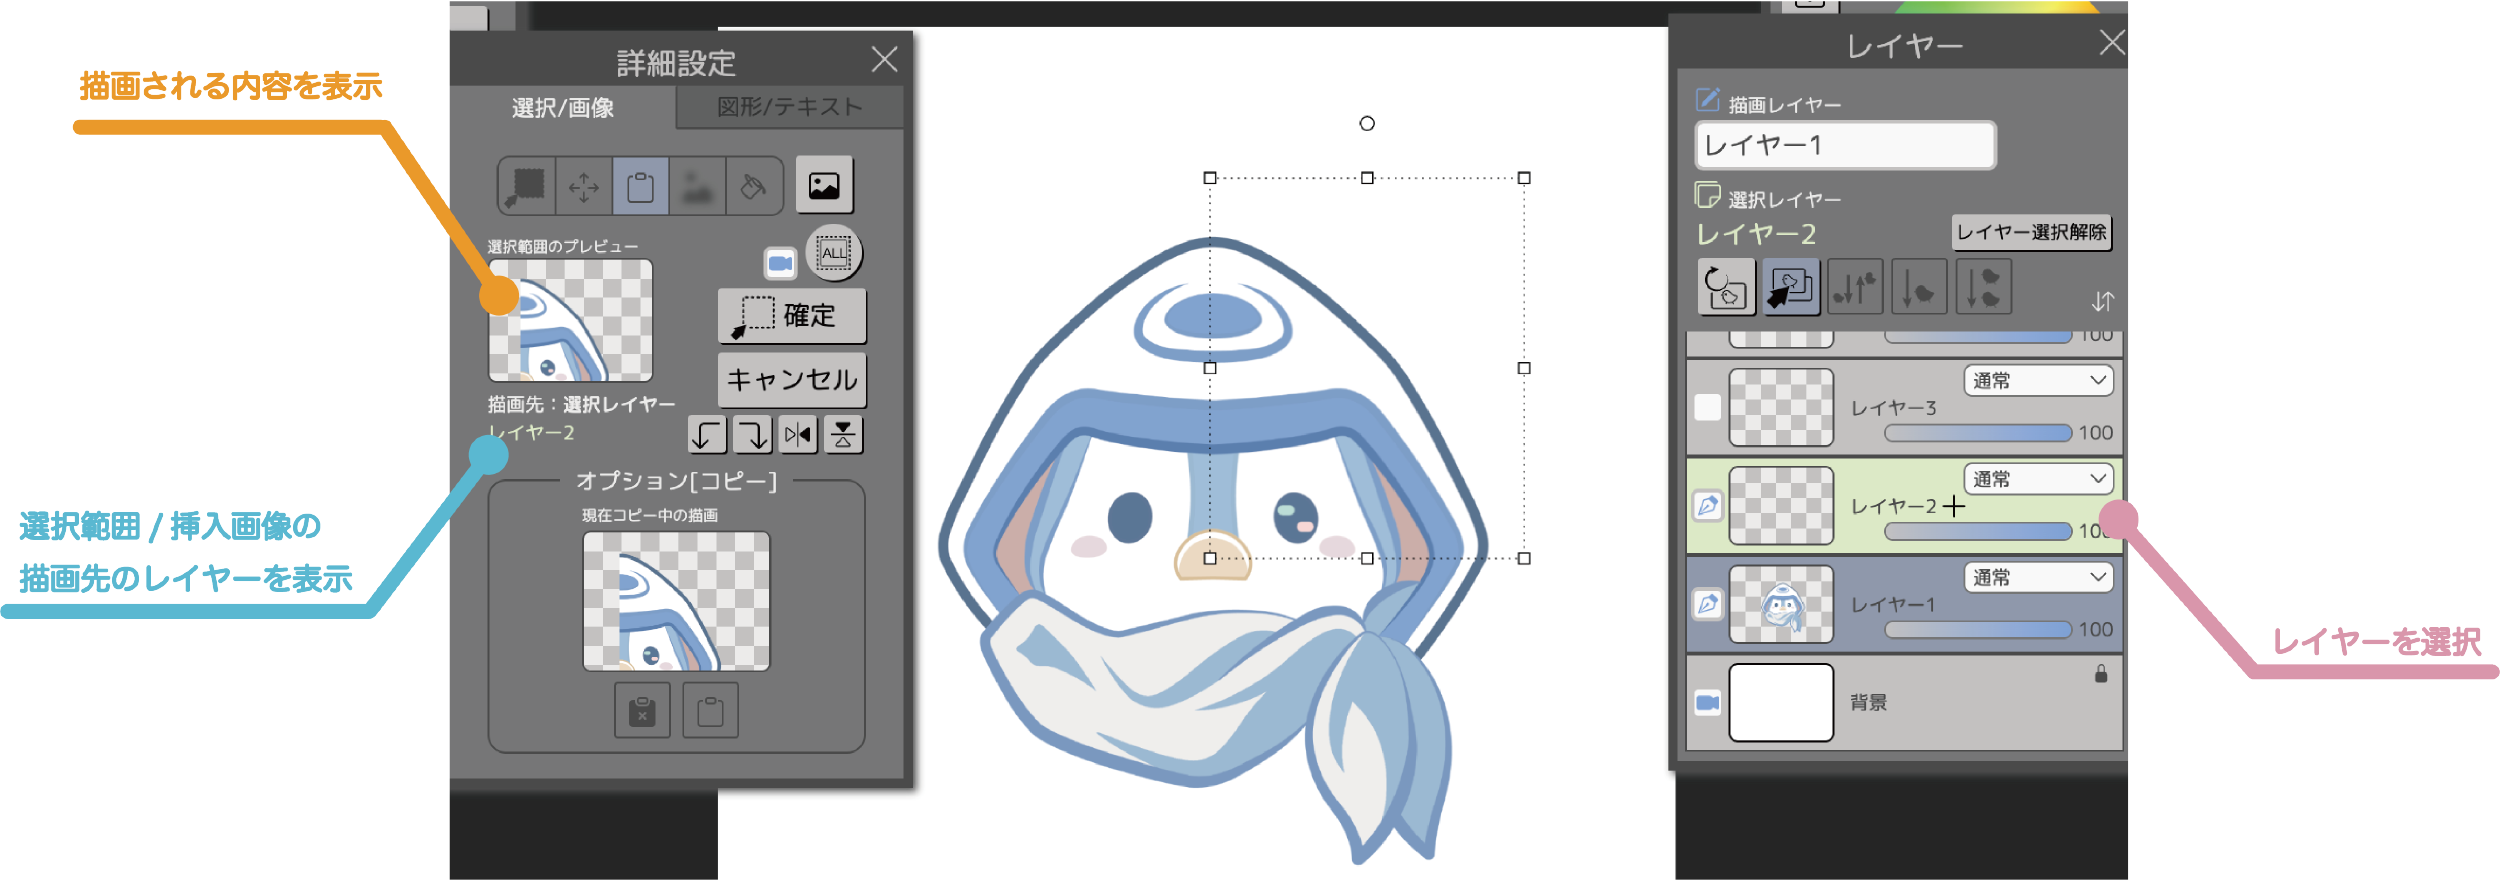 描画される内容を表示
選択範囲 / 挿入画像の
描画先のレイヤーを表示
詳細設定
選択/画像
図形/テキスト
選択範囲のプレビュー
ALL
確定
キャンセル
描画先：選択レイヤー
レイヤー2
オプション[コピー]
現在コピー中の描画
レイヤー
描画レイヤー
レイヤー1
選択レイヤー
レイヤー2
レイヤー選択解除
100
通常
レイヤー3
100
通常
レイヤー2
100
通常
レイヤー1
100
背景
レイヤーを選択